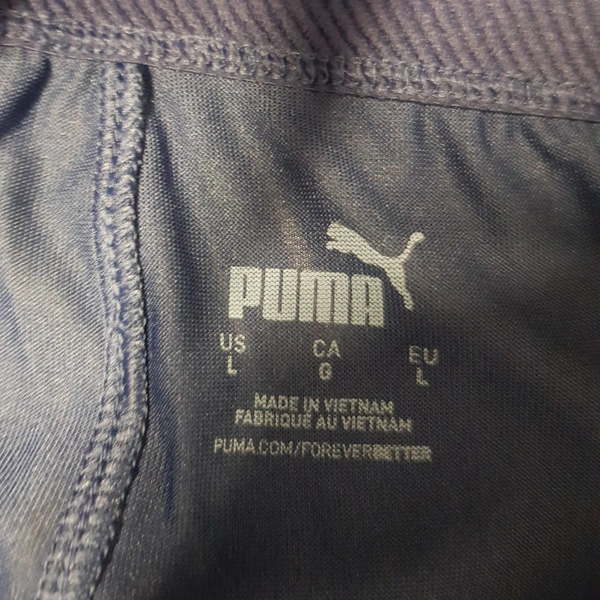 PUMA
US CA EU
L G L
MADE IN VIETNAM
FABRIQUÉ AU VIETNAM
PUMA.COM/FOREVERBETTER